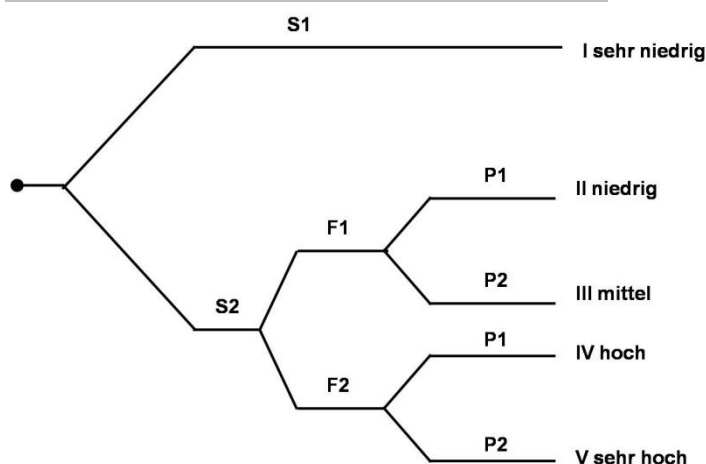 S1
I sehr niedrig
P1
II niedrig
F1
P2
III mittel
S2
P1
IV hoch
F2
P2
V sehr hoch